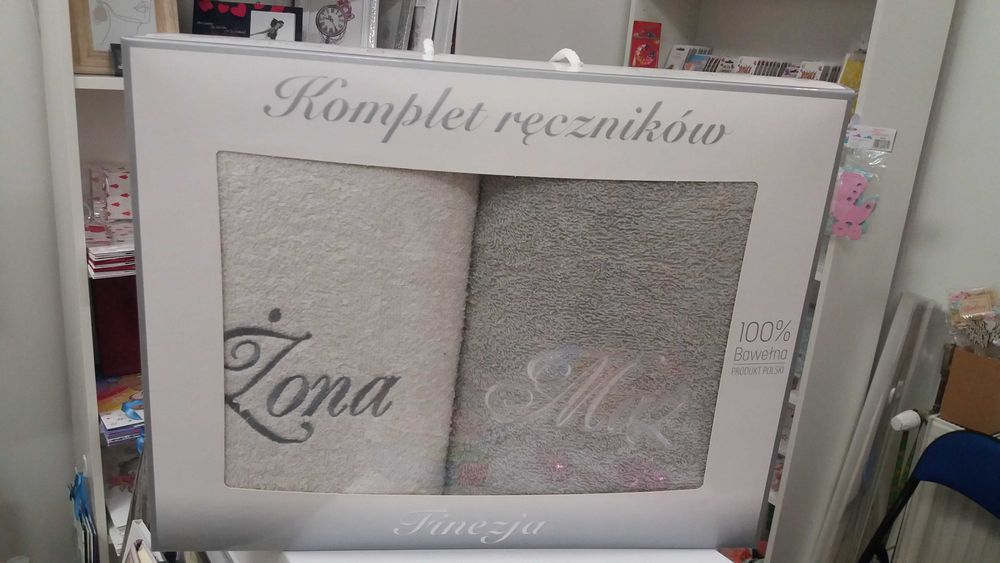 Komplet ręczników
Żona
Mąż
100%
Bawełna
PRODUKT POLSKI
Finezja